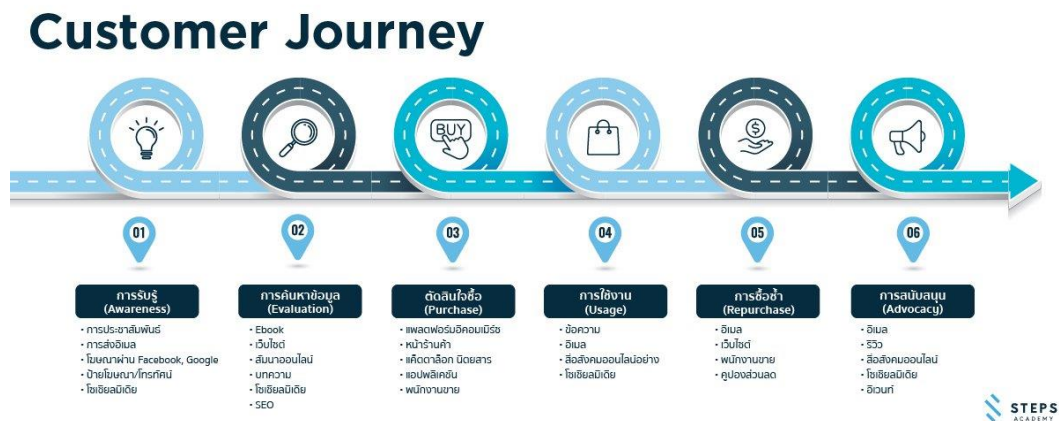 Customer Journey
BUY
$
01
การรับรู้
(Awareness)
· การประชาสัมพันธ์
· การส่งอีเมล
· โฆษณาผ่าน Facebook, Google
· ป้ายโฆษณา/โทรทัศน์
· โซเชียลมิเดีย
02
การค้นหาข้อมูล
(Evaluation)
· Ebook
· เว็บไซต์
· สัมนาออนไลน์
· บทความ
· โซเชียลมิเดีย
· SEO
03
ตัดสินใจซื้อ
(Purchase)
· แพลตฟอร์มอีคอมเมิร์ซ
· หน้าร้านค้า
· แค็ตตาล็อก นิตยสาร
· แอปพลิเคชัน
· พนักงานขาย
04
การใช้งาน
(Usage)
· ข้อความ
· อีเมล
· สื่อสังคมออนไลน์อย่าง
· โซเชียลมิเดีย
05
การซื้อซ้ำ
(Repurchase)
· อีเมล
· เว็บไซต์
· พนักงานขาย
· คูปองส่วนลด
06
การสนับสนุน
(Advocacy)
· อีเมล
· รีวิว
· สื่อสังคมออนไลน์
· โซเชียลมิเดีย
· อีเวนท์
STEPS
ACADEMY